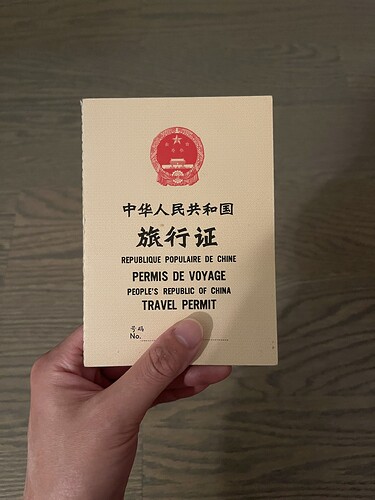 中华人民共和国
旅行证
REPUBLIQUE POPULAIRE DE CHINE
PERMIS DE VOYAGE
PEOPLE'S REPUBLIC OF CHINA
TRAVEL PERMIT
号码
No.